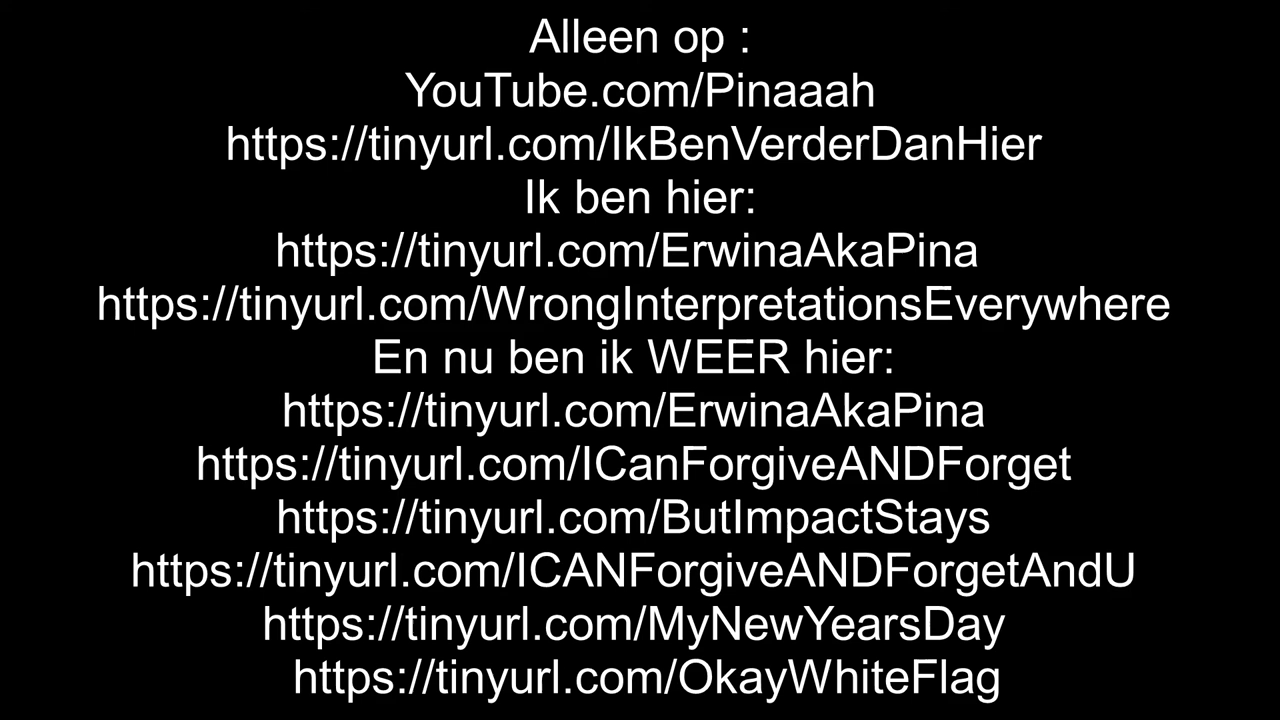 Alleen op :
YouTube.com/Pinaaah
https://tinyurl.com/IkBenVerderDanHier
Ik ben hier:
https://tinyurl.com/ErwinaAkaPina
https://tinyurl.com/WrongInterpretationsEverywhere
En nu ben ik WEER hier:
https://tinyurl.com/ErwinaAkaPina
https://tinyurl.com/ICanForgiveANDForget
https://tinyurl.com/ButImpactStays
https://tinyurl.com/ICANForgiveANDForgetAndU
https://tinyurl.com/MyNewYearsDay
https://tinyurl.com/OkayWhiteFlag